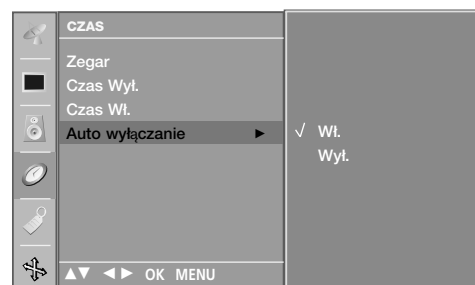 CZAS
Zegar
Czas Wył.
Czas Wł.
Auto wyłączanie ►
√ Wł.
Wył.
▲▼ ◄► OK MENU